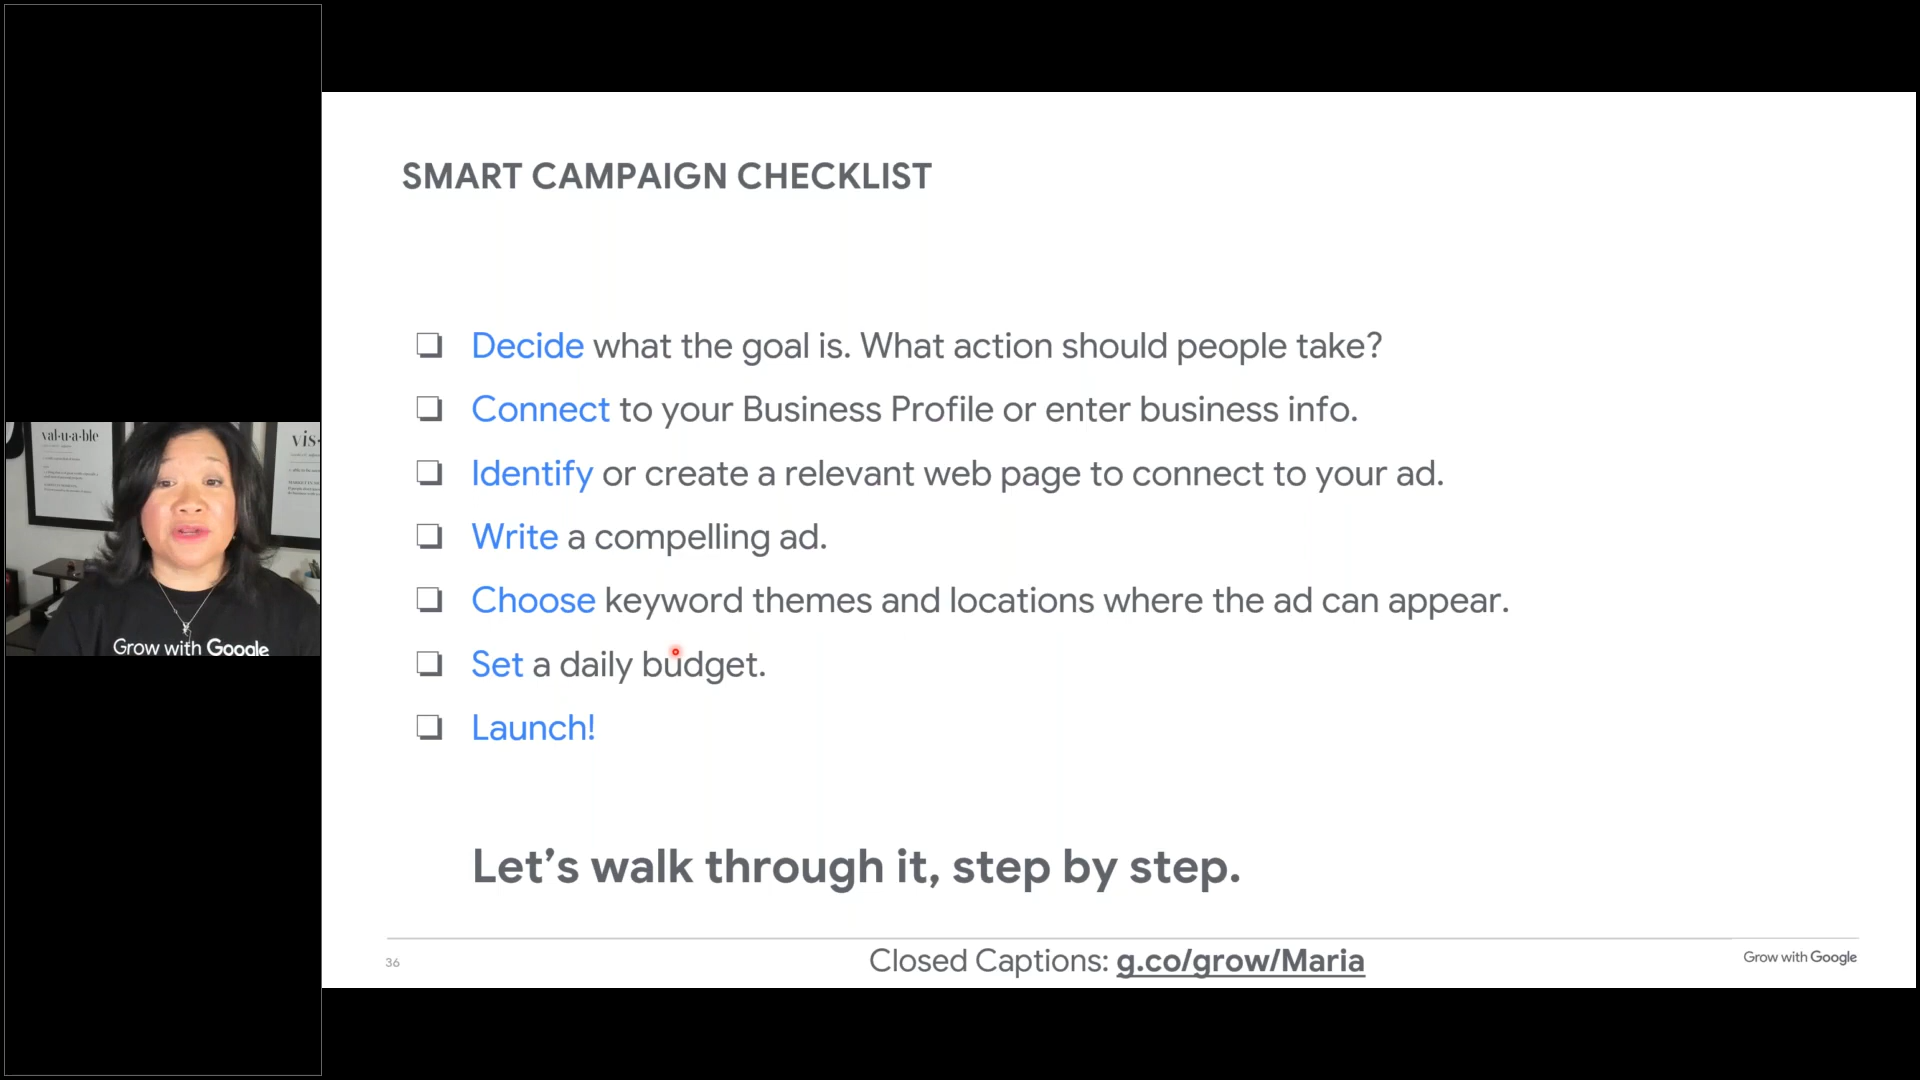 SMART CAMPAIGN CHECKLIST
Decide what the goal is. What action should people take?
Connect to your Business Profile or enter business info.
Identify or create a relevant web page to connect to your ad.
Write a compelling ad.
Choose keyword themes and locations where the ad can appear.
Set a daily budget.
Launch!
Let’s walk through it, step by step.
36
Closed Captions: g.co/grow/Maria
Grow with Google
val·u·a·ble
vis·
Grow with Google